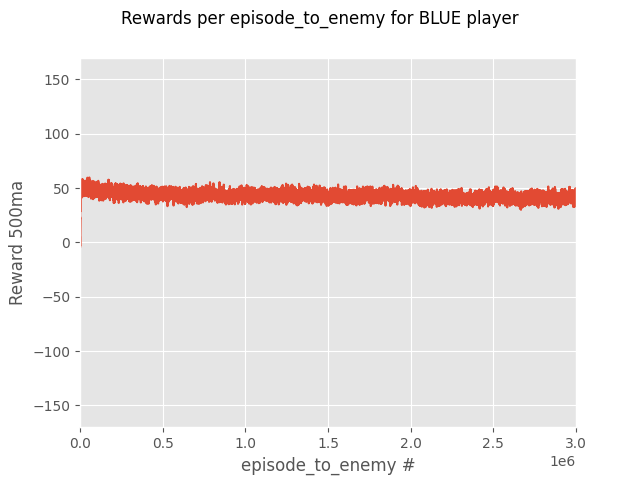 Rewards per episode_to_enemy for BLUE player
Reward 500ma
150
100
50
0
−50
−100
−150
0.0 0.5 1.0 1.5 2.0 2.5 3.0
1e6
episode_to_enemy #